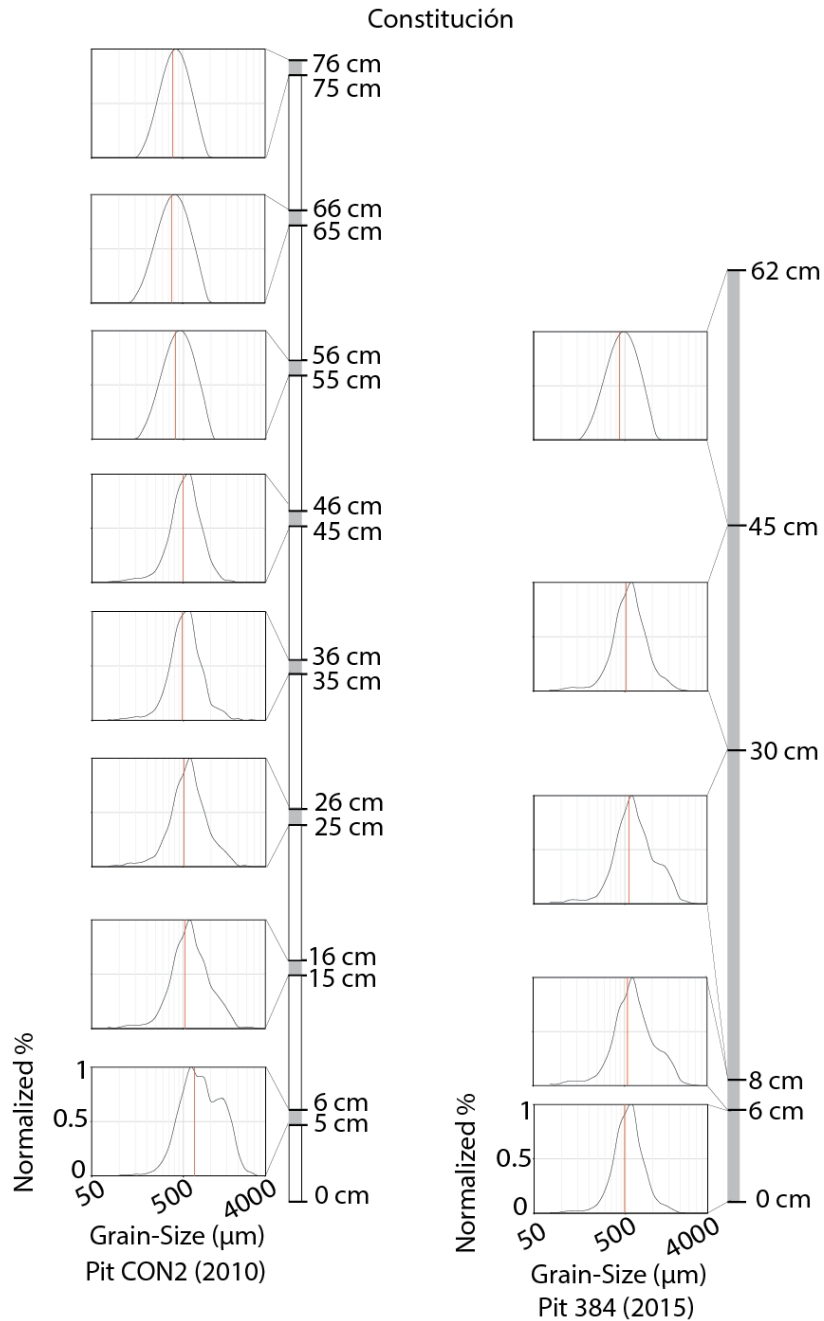 Constitución
76 cm
75 cm
66 cm
65 cm
56 cm
55 cm
46 cm
45 cm
36 cm
35 cm
26 cm
25 cm
16 cm
15 cm
6 cm
5 cm
0 cm
Normalized %
1
0.5
0
50
500
4000
Grain-Size (µm)
Pit CON2 (2010)
62 cm
45 cm
30 cm
8 cm
6 cm
0 cm
Normalized %
1
0.5
0
50
500
4000
Grain-Size (µm)
Pit 384 (2015)